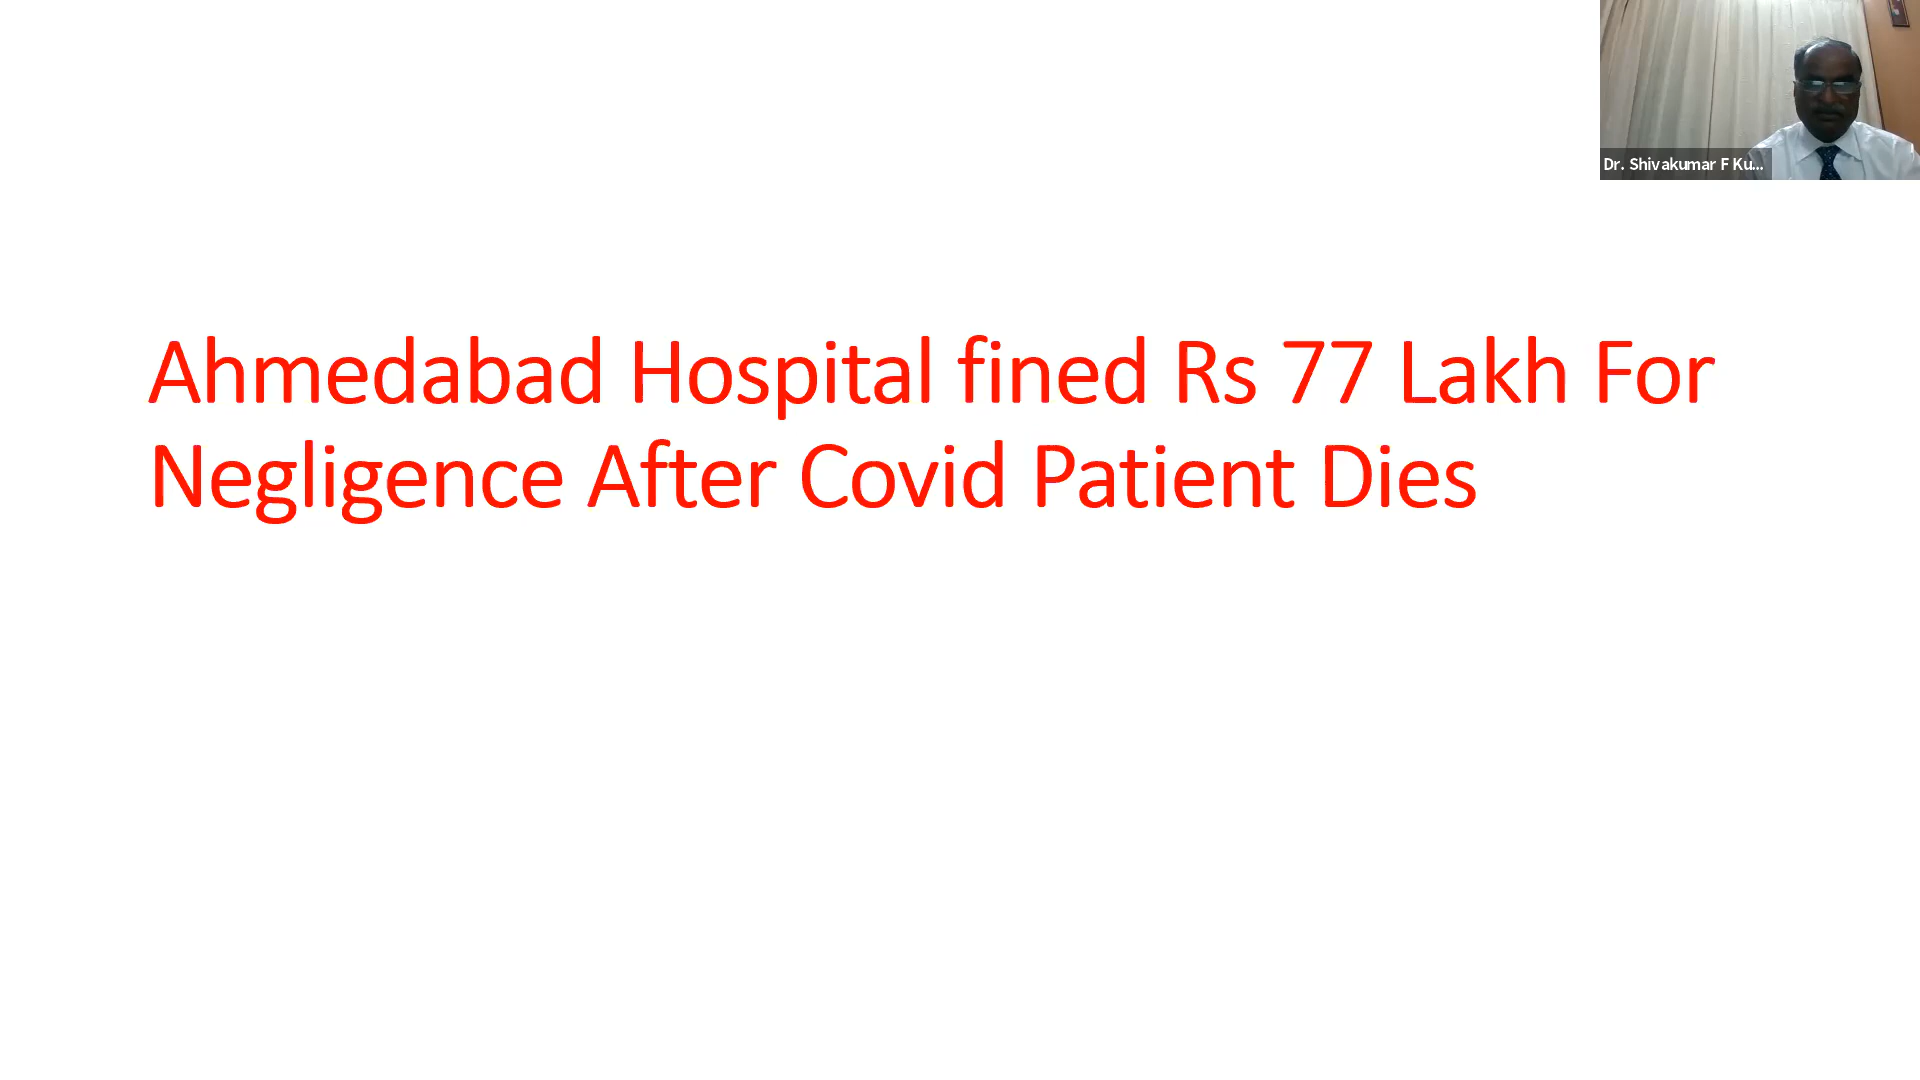 Dr. Shivakumar F Ku...
Ahmedabad Hospital fined Rs 77 Lakh For
Negligence After Covid Patient Dies